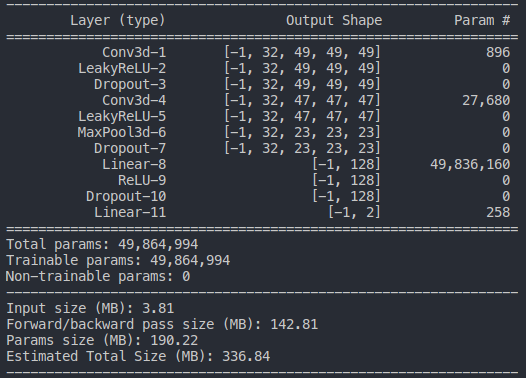 ----------------------------------------------------------------
Layer (type) Output Shape Param #
================================================================
Conv3d-1 [-1, 32, 49, 49, 49] 896
LeakyReLU-2 [-1, 32, 49, 49, 49] 0
Dropout-3 [-1, 32, 49, 49, 49] 0
Conv3d-4 [-1, 32, 47, 47, 47] 27,680
LeakyReLU-5 [-1, 32, 47, 47, 47] 0
MaxPool3d-6 [-1, 32, 23, 23, 23] 0
Dropout-7 [-1, 32, 23, 23, 23] 0
Linear-8 [-1, 128] 49,836,160
ReLU-9 [-1, 128] 0
Dropout-10 [-1, 128] 0
Linear-11 [-1, 2] 258
================================================================
Total params: 49,864,994
Trainable params: 49,864,994
Non-trainable params: 0
----------------------------------------------------------------
Input size (MB): 3.81
Forward/backward pass size (MB): 142.81
Params size (MB): 190.22
Estimated Total Size (MB): 336.84
----------------------------------------------------------------